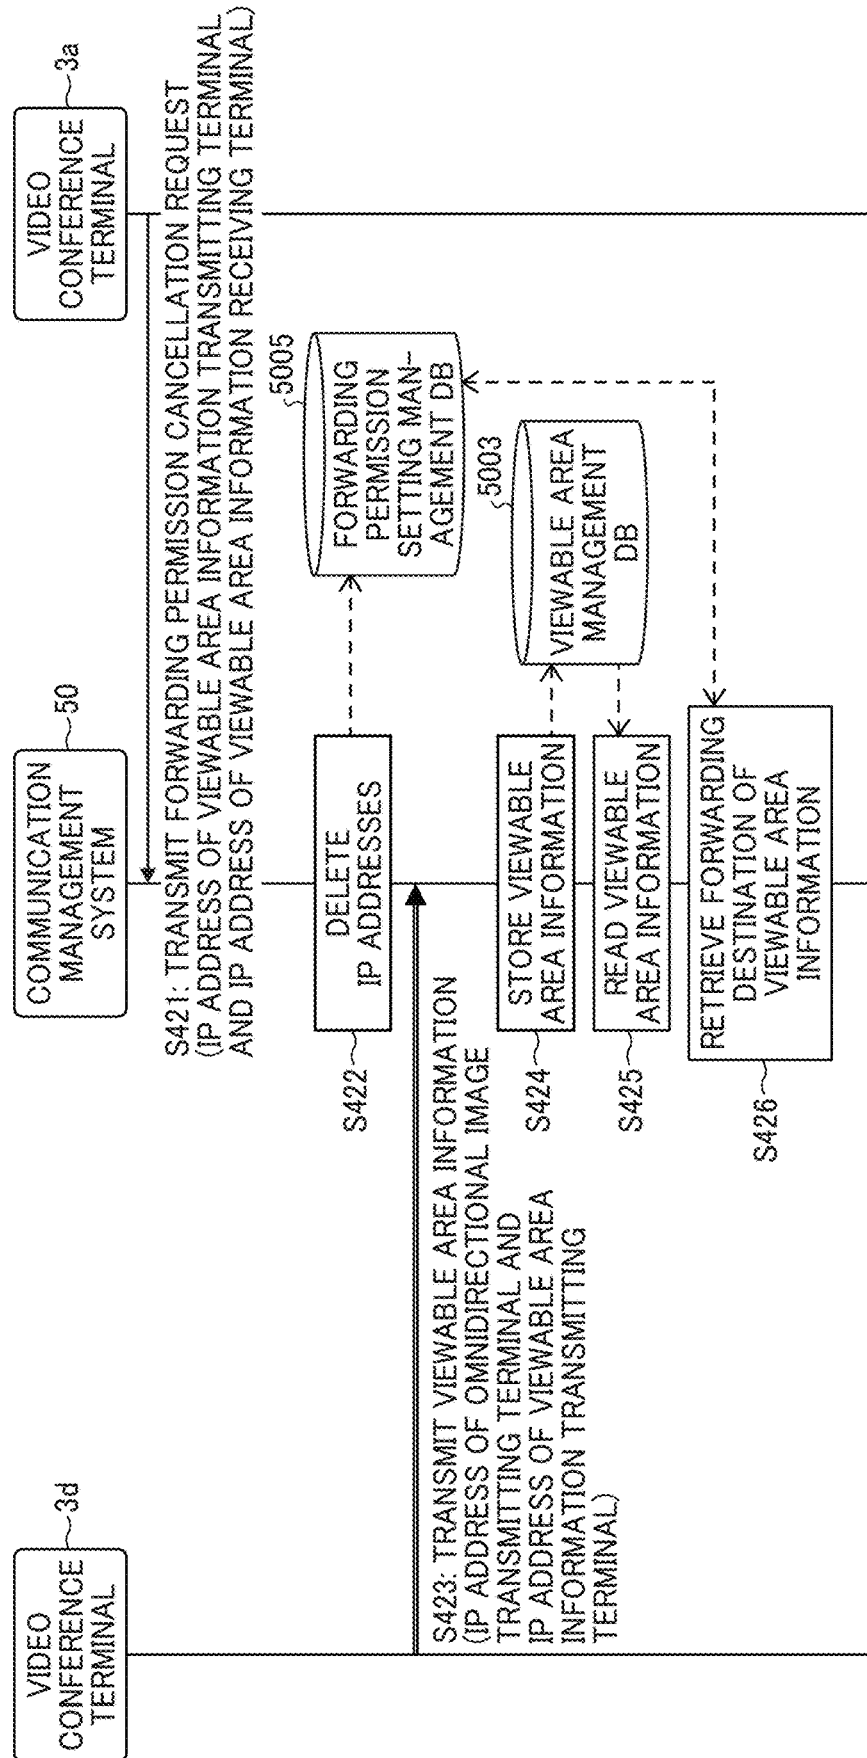 VIDEO
CONFERENCE
TERMINAL
3d
COMMUNICATION
MANAGEMENT
SYSTEM
50
VIDEO
CONFERENCE
TERMINAL
3a
S421: TRANSMIT FORWARDING PERMISSION CANCELLATION REQUEST
(IP ADDRESS OF VIEWABLE AREA INFORMATION TRANSMITTING TERMINAL
AND IP ADDRESS OF VIEWABLE AREA INFORMATION RECEIVING TERMINAL)
S422
DELETE
IP ADDRESSES
5005
FORWARDING
PERMISSION
SETTING MAN-
AGEMENT DB
S423: TRANSMIT VIEWABLE AREA INFORMATION
(IP ADDRESS OF OMNIDIRECTIONAL IMAGE
TRANSMITTING TERMINAL AND
IP ADDRESS OF VIEWABLE AREA
INFORMATION TRANSMITTING
TERMINAL)
S424
STORE VIEWABLE
AREA INFORMATION
5003
VIEWABLE AREA
MANAGEMENT
DB
S425
READ VIEWABLE
AREA INFORMATION
S426
RETRIEVE FORWARDING
DESTINATION OF
VIEWABLE AREA
INFORMATION